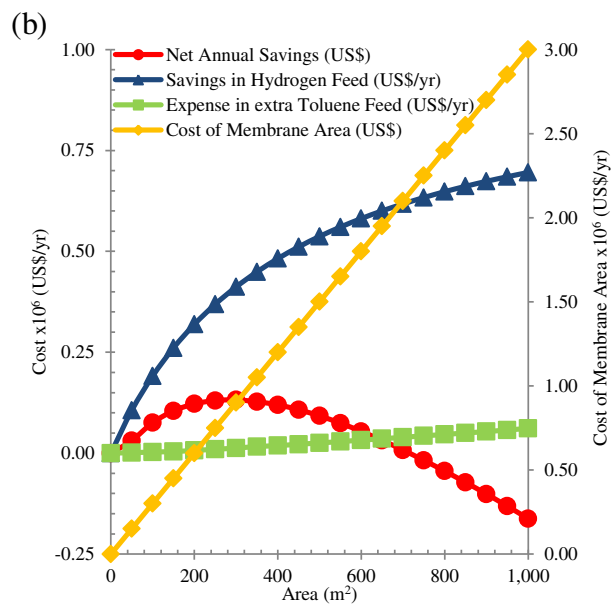 (b)
Net Annual Savings (US$)
Savings in Hydrogen Feed (US$/yr)
Expense in extra Toluene Feed (US$/yr)
Cost of Membrane Area (US$)
1.00
0.75
0.50
0.25
0.00
-0.25
Cost x10⁶ (US$/yr)
3.00
2.50
2.00
1.50
1.00
0.50
0.00
Cost of Membrane Area x10⁶ (US$/yr)
0 200 400 600 800 1,000
Area (m²)